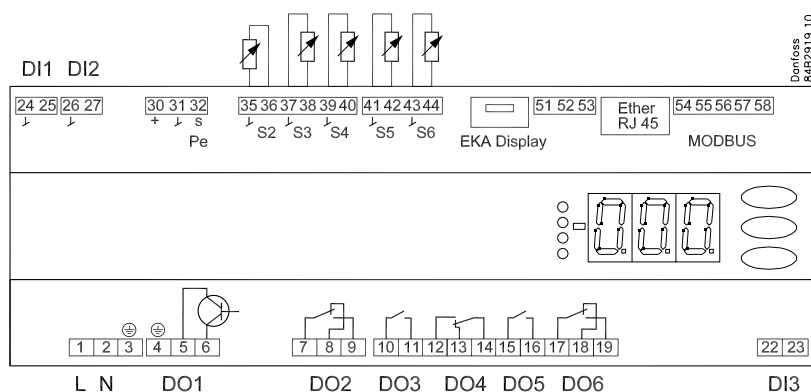 Danfoss
84B2919.10
DI1 DI2
24 25 26 27 30 31 32 35 36 37 38 39 40 41 42 43 44 51 52 53 Ether RJ 45 54 55 56 57 58
+ s S2 S3 S4 S5 S6
Pe EKA Display MODBUS
1 2 3 4 5 6 7 8 9 10 11 12 13 14 15 16 17 18 19 22 23
L N DO1 DO2 DO3 DO4 DO5 DO6 DI3